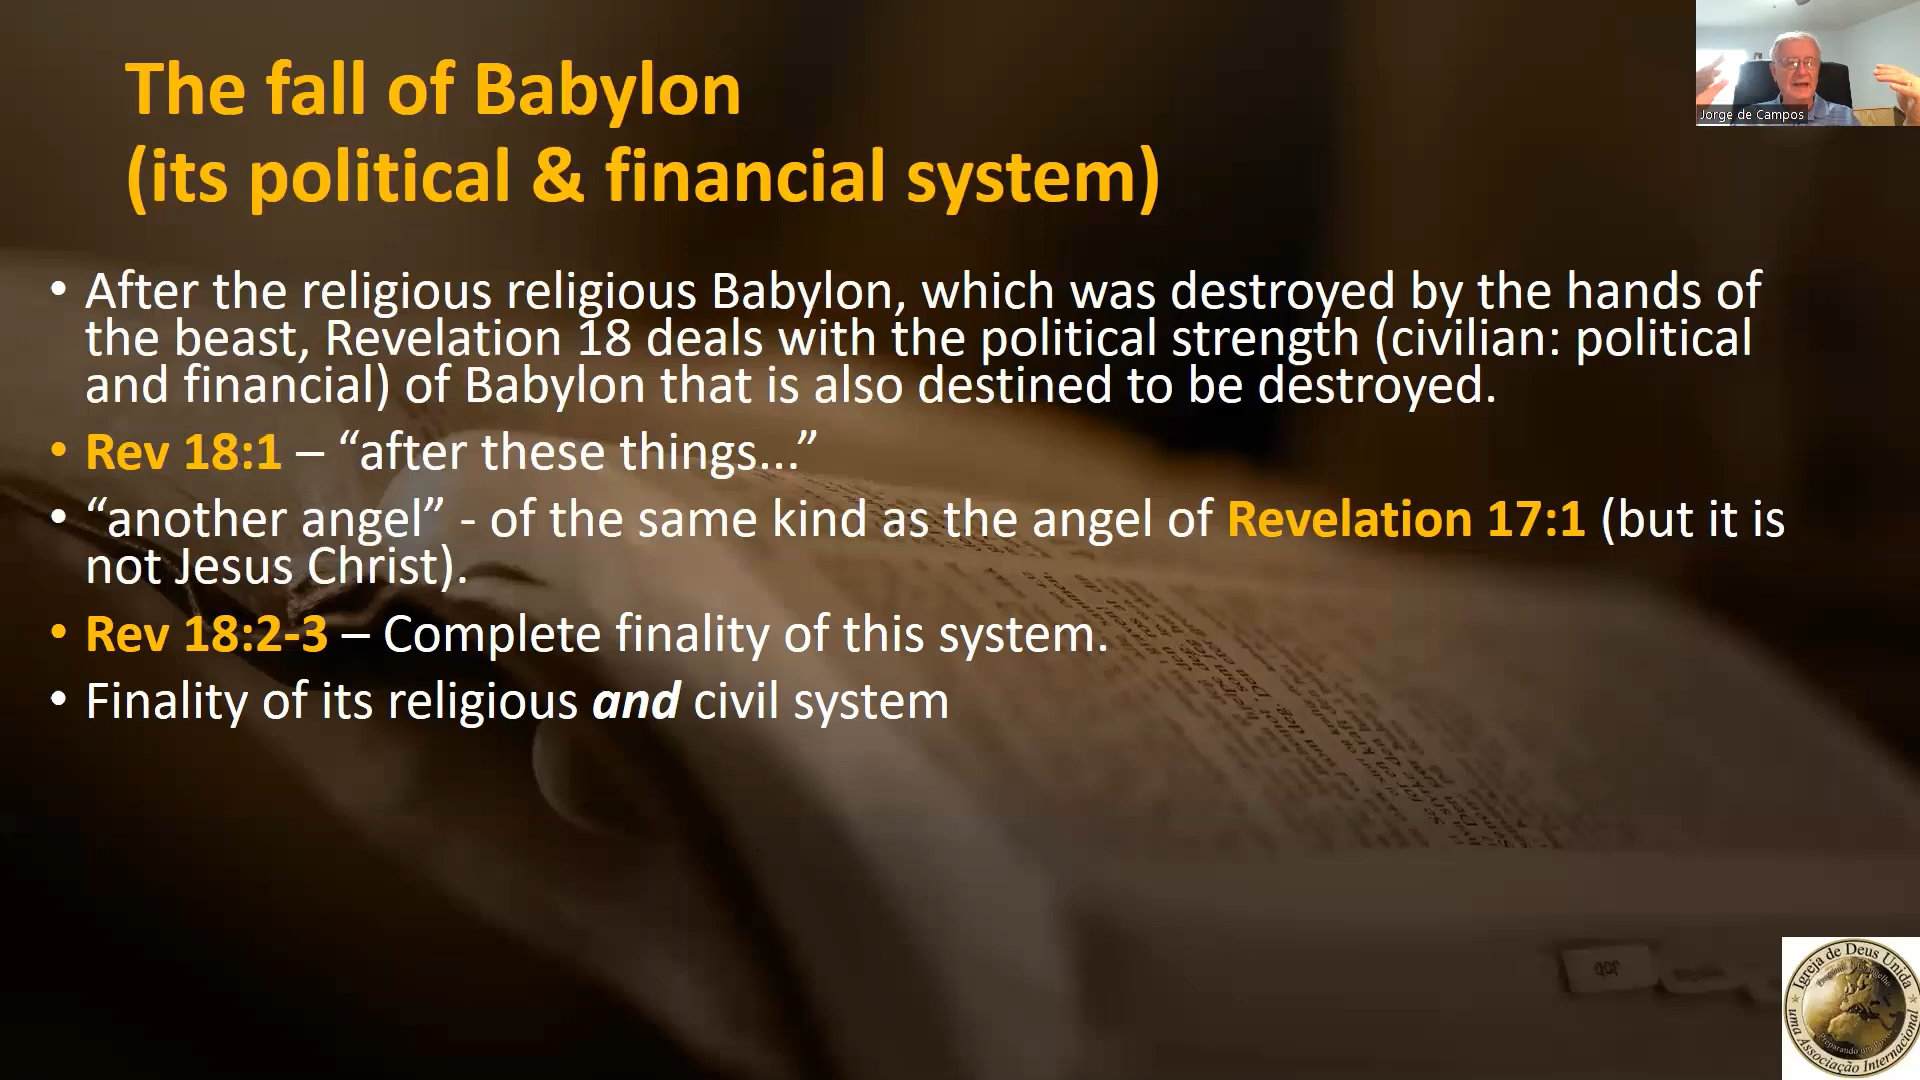 The fall of Babylon
(its political & financial system)
Jorge de Campos
• After the religious religious Babylon, which was destroyed by the hands of
the beast, Revelation 18 deals with the political strength (civilian: political
and financial) of Babylon that is also destined to be destroyed.
• Rev 18:1 – “after these things...”
• “another angel” - of the same kind as the angel of Revelation 17:1 (but it is
not Jesus Christ).
• Rev 18:2-3 – Complete finality of this system.
• Finality of its religious and civil system
Igreja de Deus Unida
uma Associação Internacional